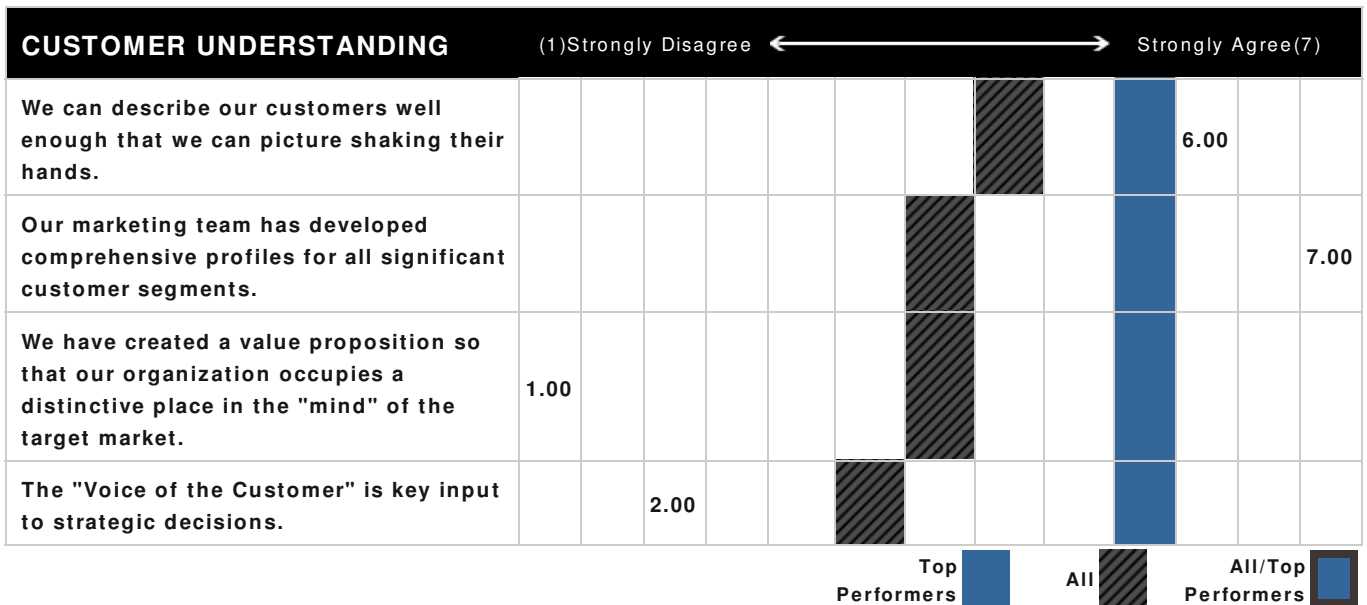 CUSTOMER UNDERSTANDING (1)Strongly Disagree Strongly Agree(7)
We can describe our customers well
enough that we can picture shaking their
hands.
6.00
Our marketing team has developed
comprehensive profiles for all significant
customer segments.
7.00
We have created a value proposition so
that our organization occupies a
distinctive place in the "mind" of the
target market.
1.00
The "Voice of the Customer" is key input
to strategic decisions.
2.00
Top
Performers
All
All/Top
Performers